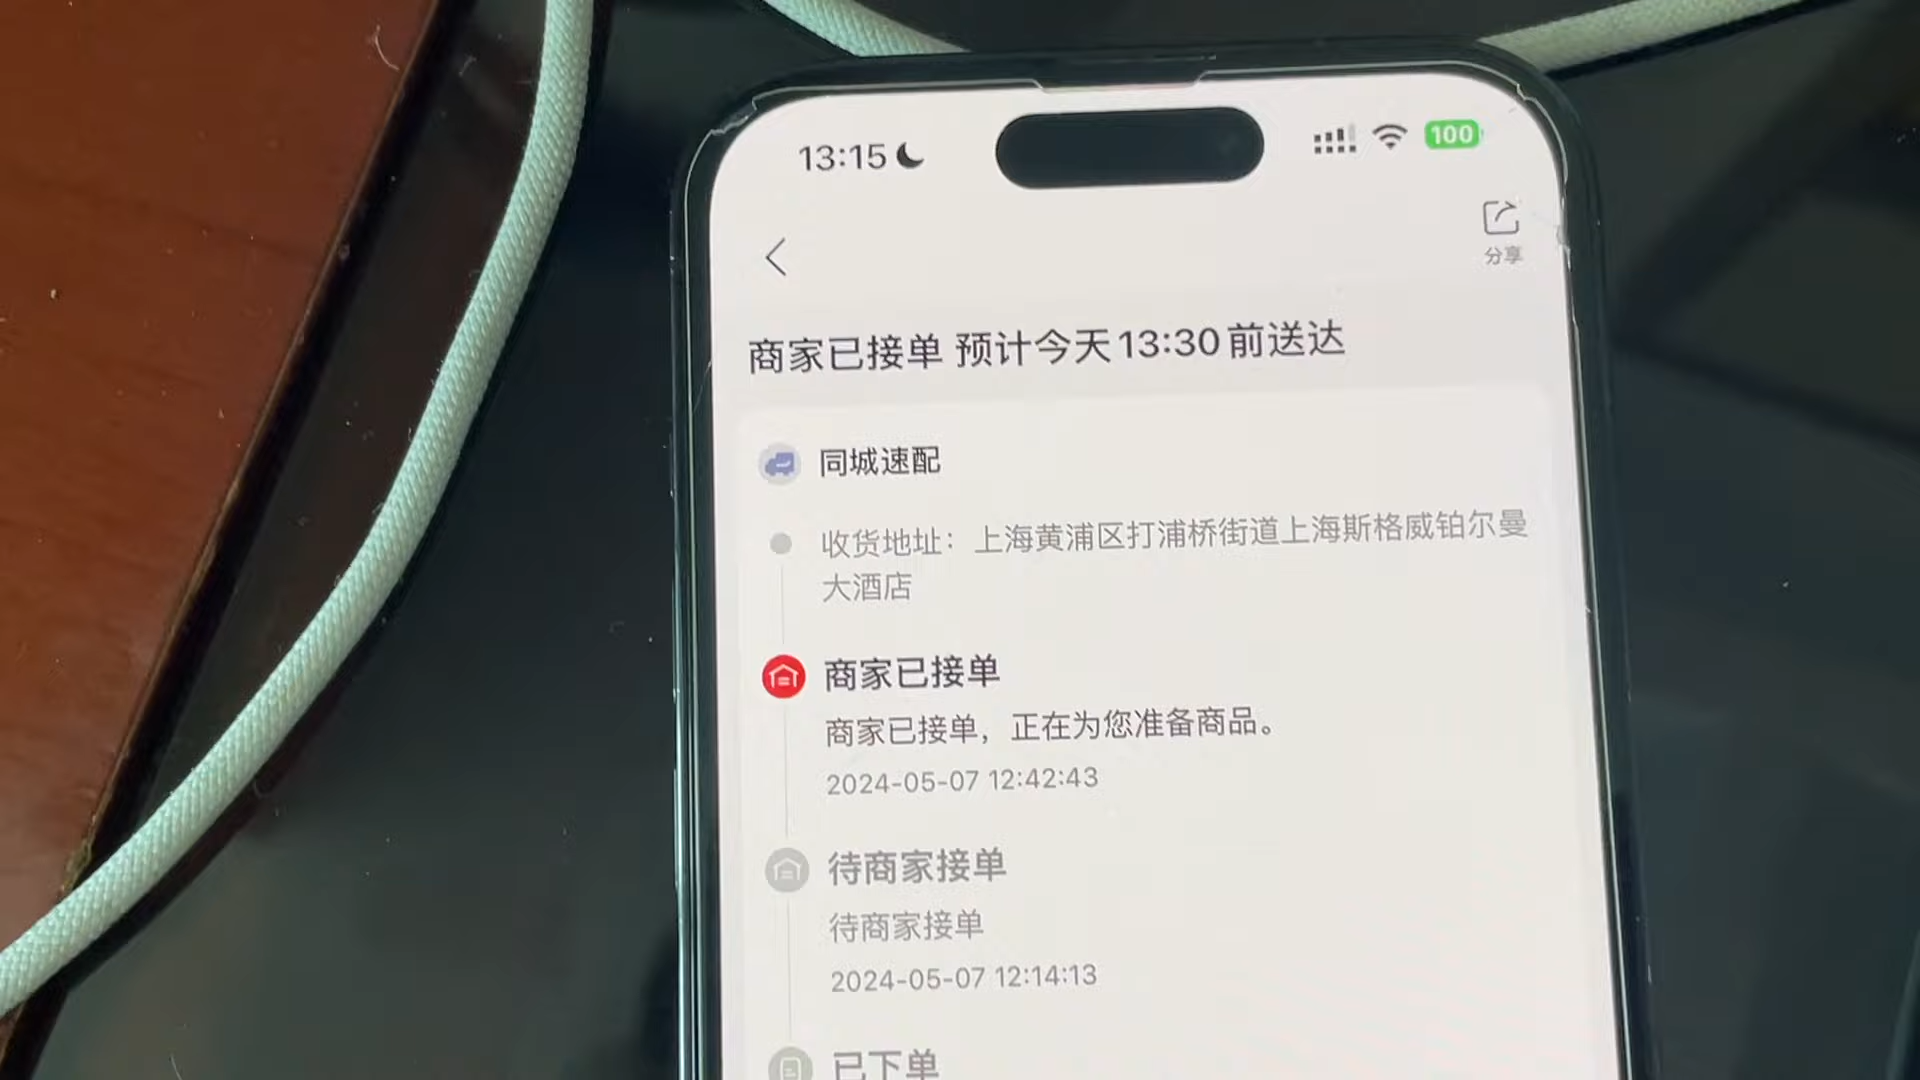 13:15
100
分享
商家已接单 预计今天13:30前送达
同城速配
收货地址：上海黄浦区打浦桥街道上海斯格威铂尔曼
大酒店
商家已接单
商家已接单，正在为您准备商品。
2024-05-07 12:42:43
待商家接单
待商家接单
2024-05-07 12:14:13
已下单